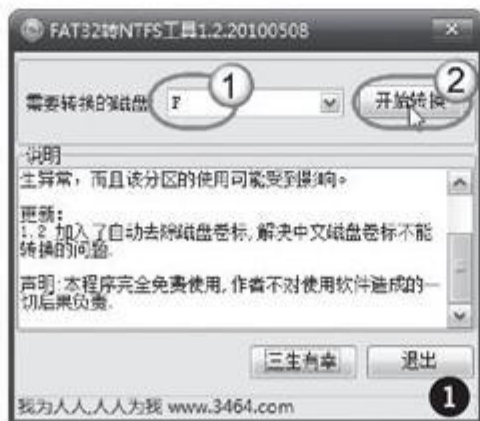 FAT32转NTFS工具1.2.20100508
需要转换的磁盘 F 1 开始转换 2
说明
生异常，而且该分区的使用可能受到影响。
更新：
1.2 加入了自动去除磁盘卷标，解决中文磁盘卷标不能
转换的问题.
声明:本程序完全免费使用，作者不对使用软件造成的一
切后果负责.
三生有幸 退出
我为人人,人人为我 www.3464.com 1